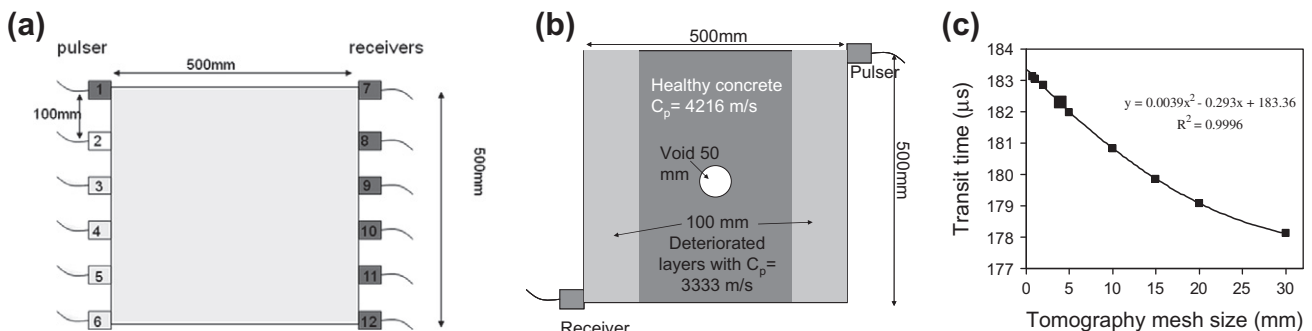 (a)
pulser
receivers
500mm
1
7
100mm
2
8
3
9
500mm
4
10
5
11
6
12
(b)
500mm
Pulser
Healthy concrete
Cp= 4216 m/s
Void 50
mm
500mm
100 mm
Deteriorated
layers with Cp=
3333 m/s
Receiver
(c)
184
183
182
181
180
179
178
177
Transit time (µs)
y = 0.0039x² - 0.293x + 183.36
R² = 0.9996
0 5 10 15 20 25 30
Tomography mesh size (mm)